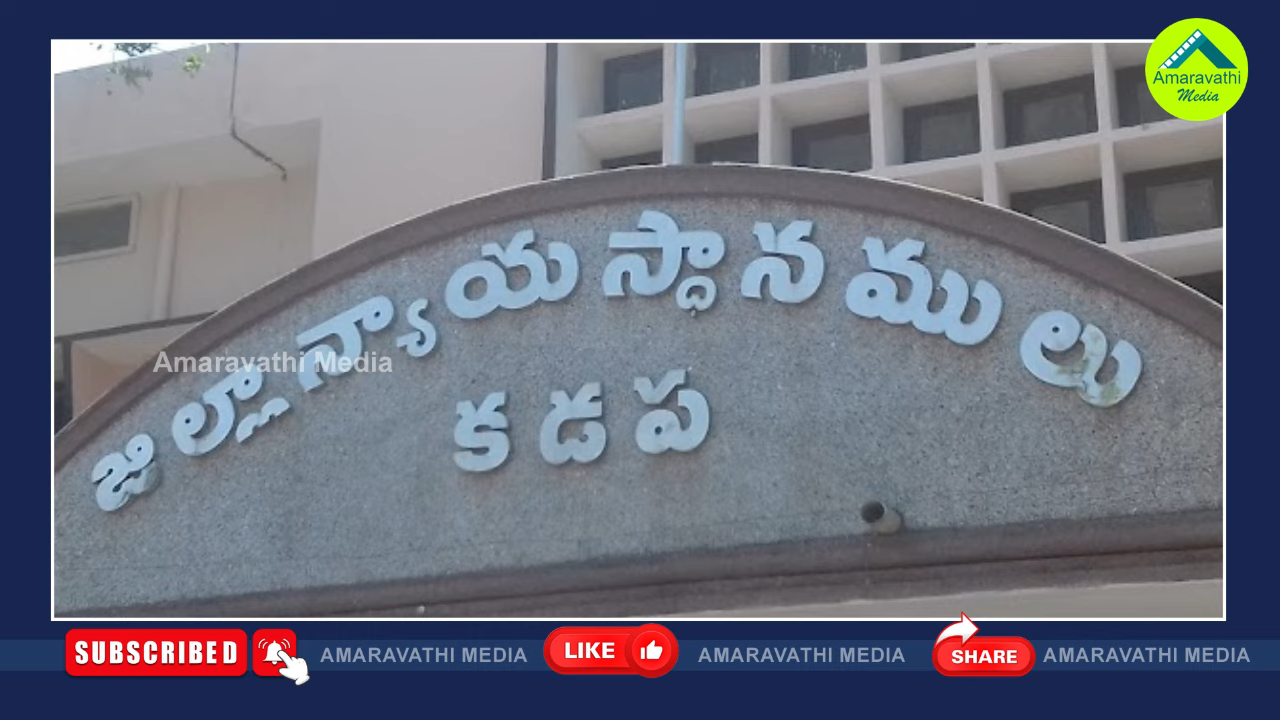 Amaravathi
Media
జిల్లా న్యాయస్ధానములు
Amaravathi Media
కడప
SUBSCRIBED
AMARAVATHI MEDIA
LIKE
AMARAVATHI MEDIA
SHARE
AMARAVATHI MEDIA